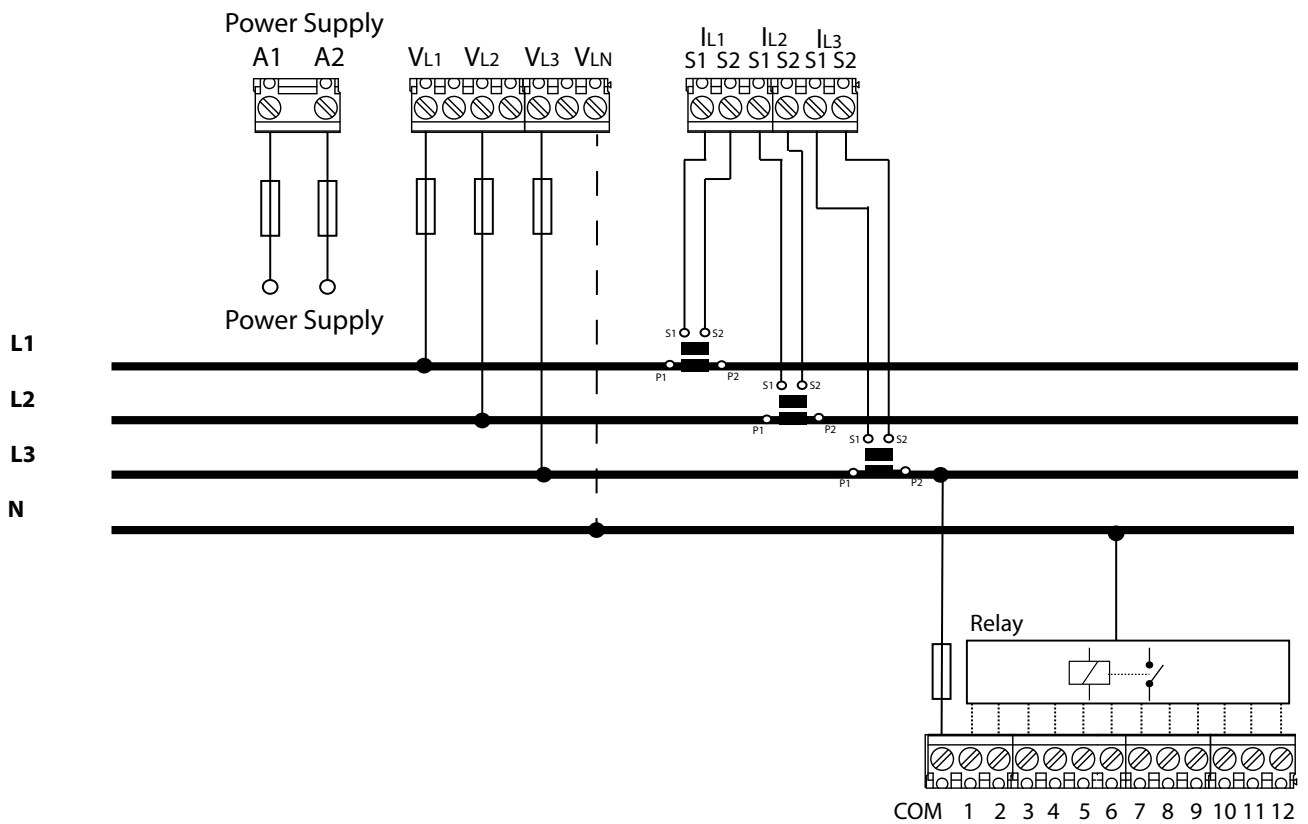 Power Supply
A1 A2
VL1 VL2 VL3 VLN
IL1 IL2 IL3
S1 S2 S1 S2 S1 S2
Power Supply
L1
S1 S2
P1 P2
L2
S1 S2
P1 P2
L3
S1 S2
P1 P2
N
Relay
COM 1 2 3 4 5 6 7 8 9 10 11 12